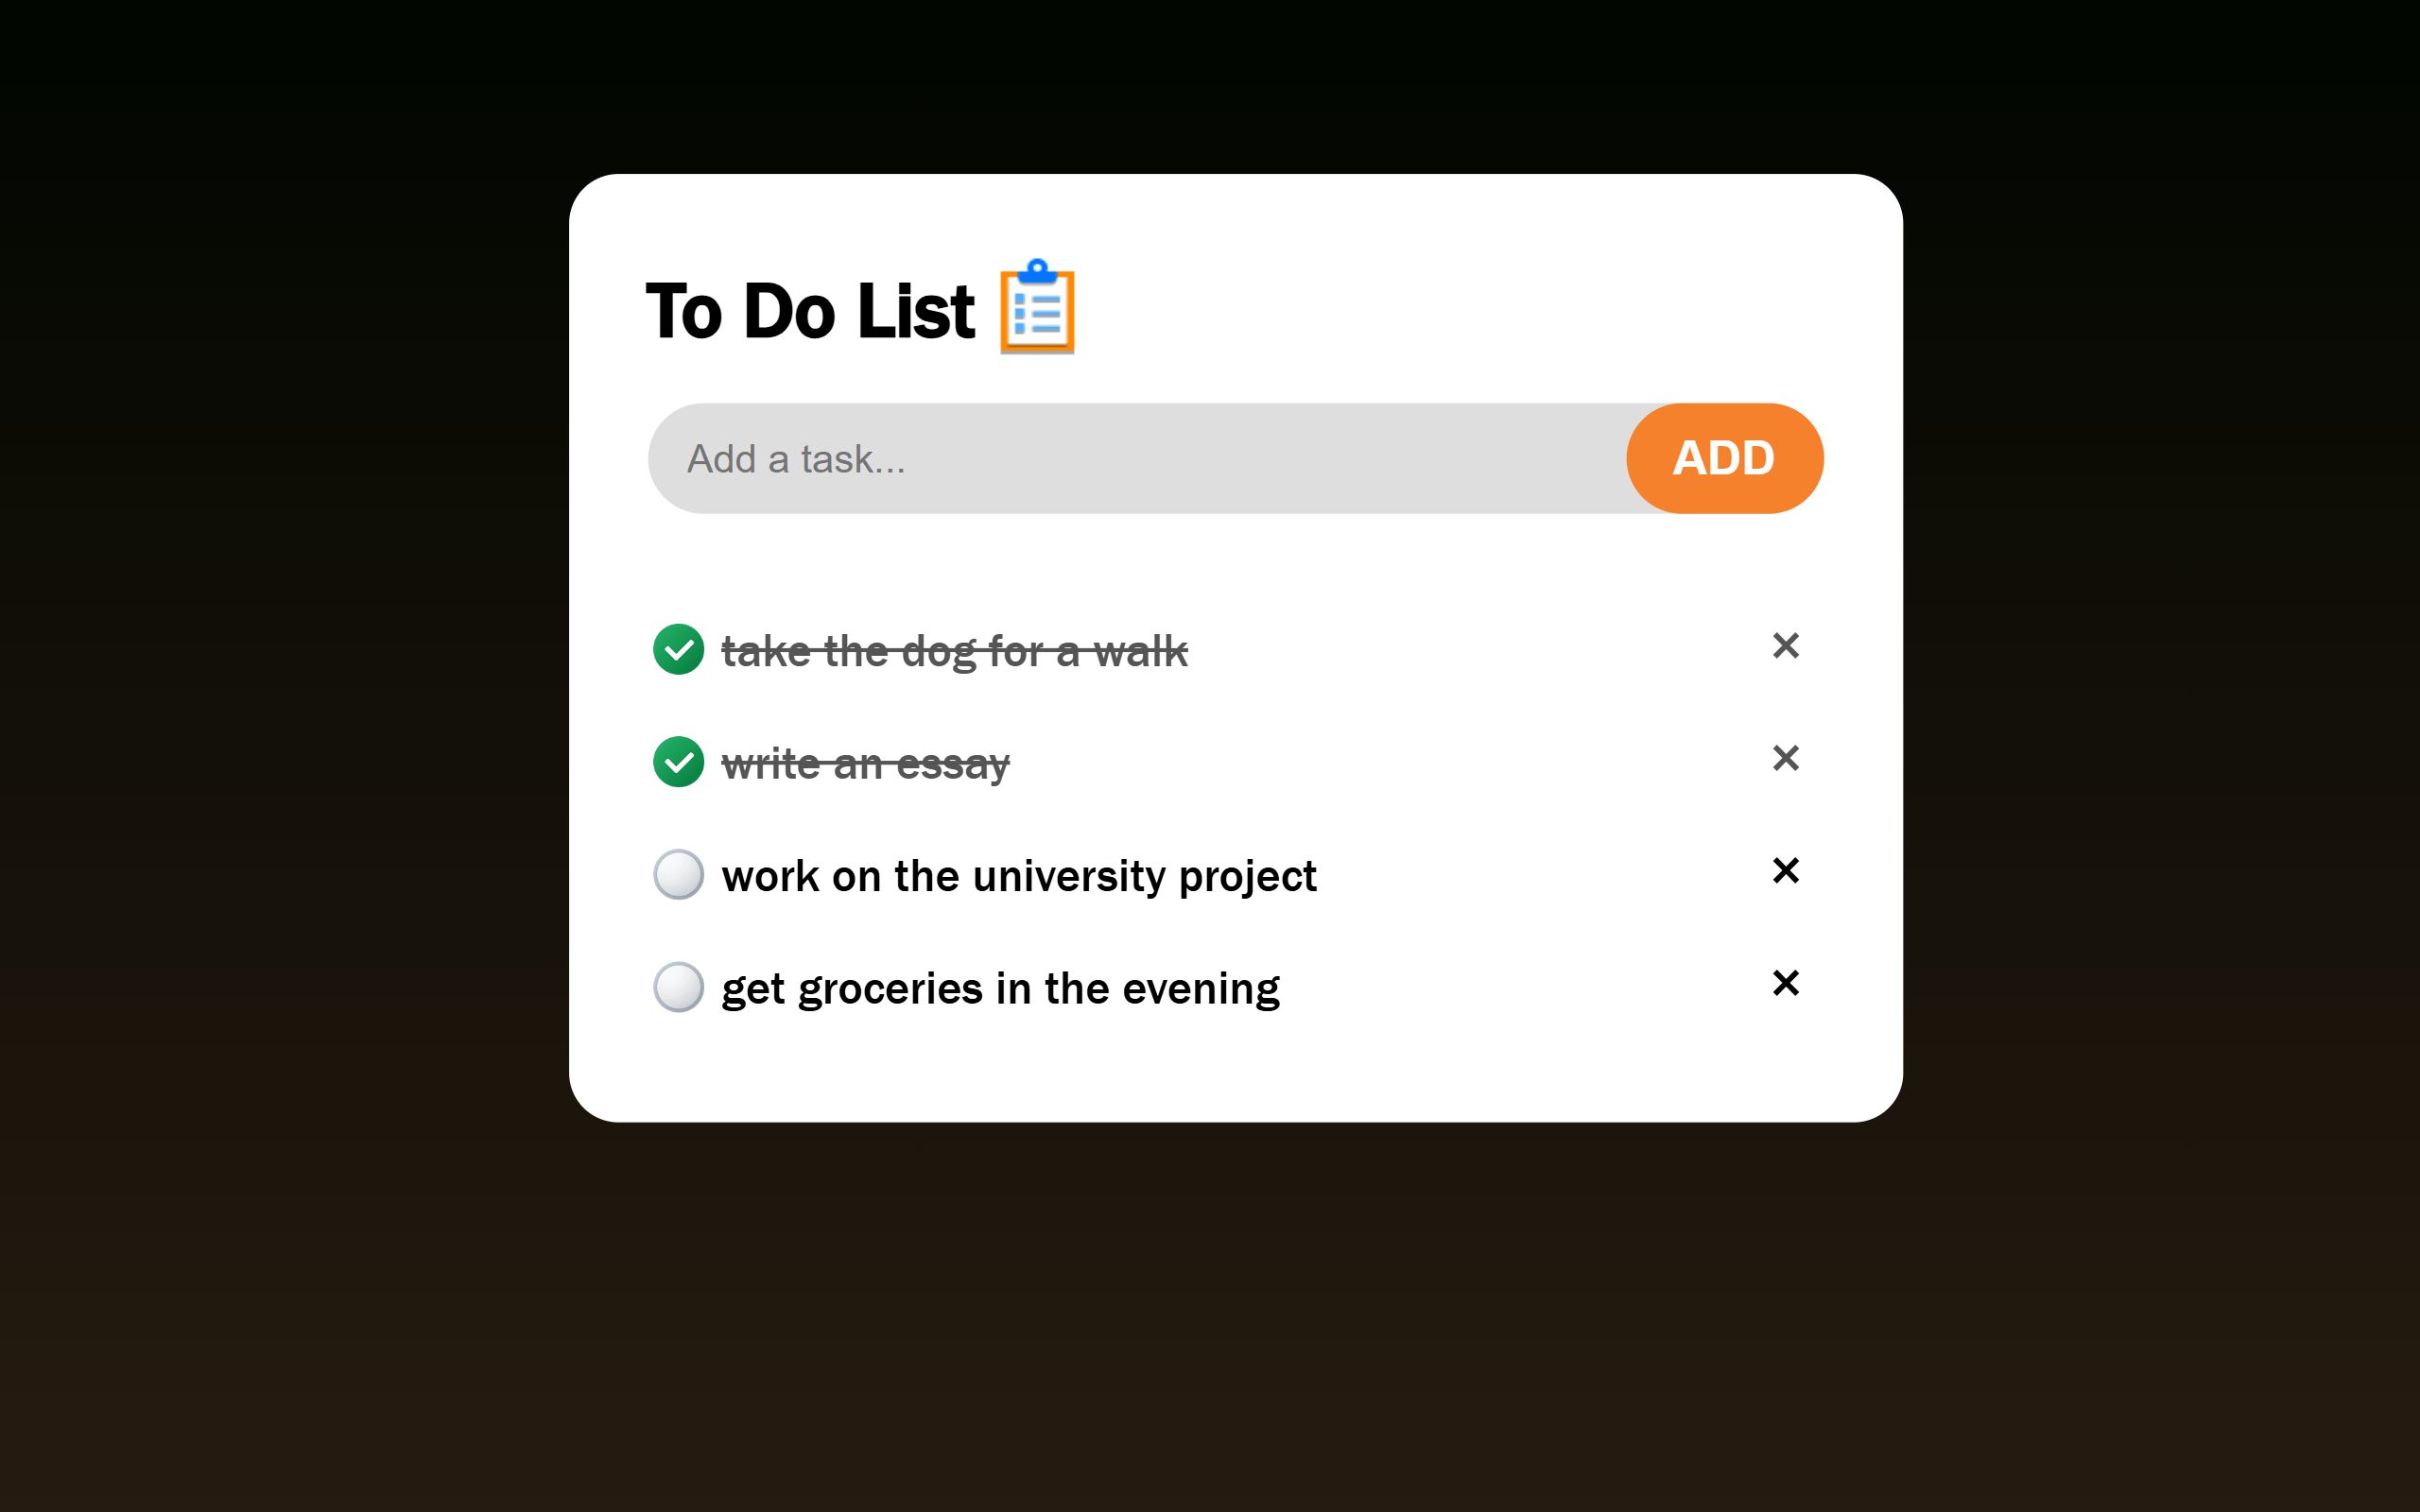 To Do List
Add a task...
ADD
take the dog for a walk
write an essay
work on the university project
get groceries in the evening